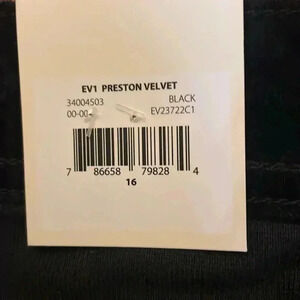 EV1 PRESTON VELVET
34004503 BLACK
00-00 EV23722C1
7 86658 79828 4
16